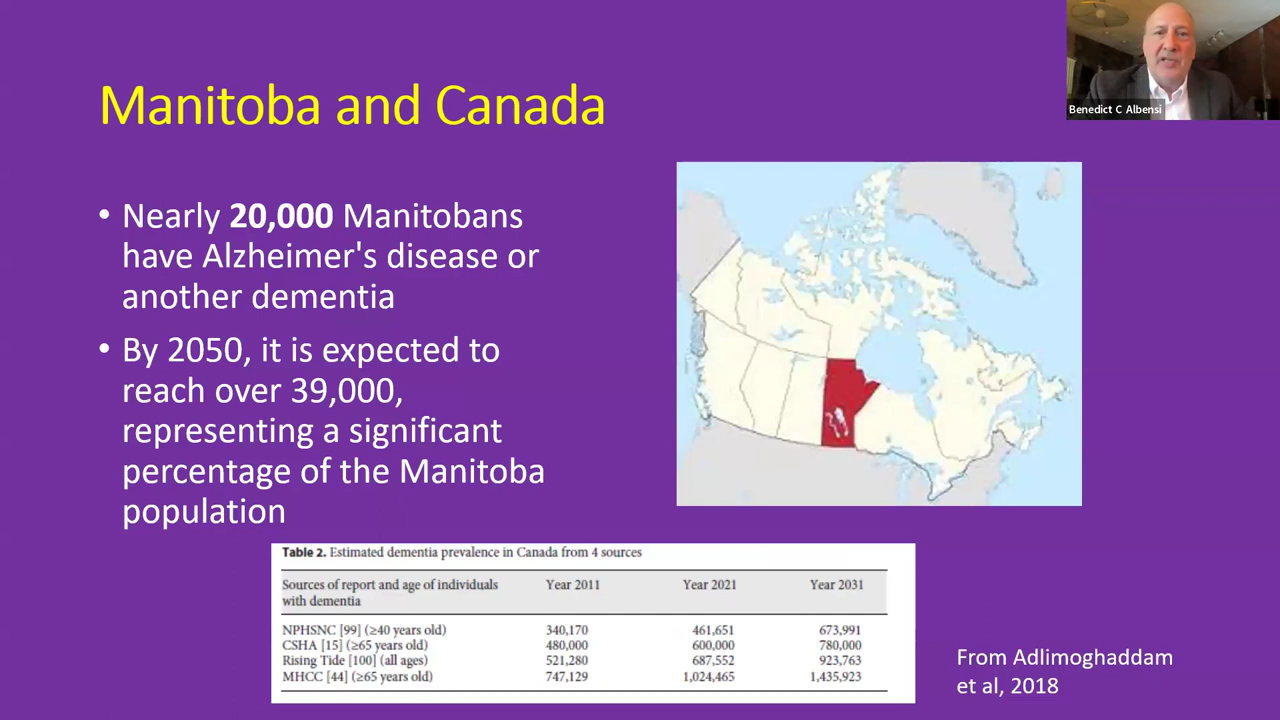 Manitoba and Canada
Benedict C Albensi
• Nearly 20,000 Manitobans
have Alzheimer's disease or
another dementia
• By 2050, it is expected to
reach over 39,000,
representing a significant
percentage of the Manitoba
population
Table 2. Estimated dementia prevalence in Canada from 4 sources
Sources of report and age of individuals with dementia Year 2011 Year 2021 Year 2031
NPHSNC [99] (≥40 years old) 340,170 461,651 673,991
CSHA [15] (≥65 years old) 480,000 600,000 780,000
Rising Tide [100] (all ages) 521,280 687,552 923,763
MHCC [44] (≥65 years old) 747,129 1,024,465 1,435,923
From Adlimoghaddam
et al, 2018